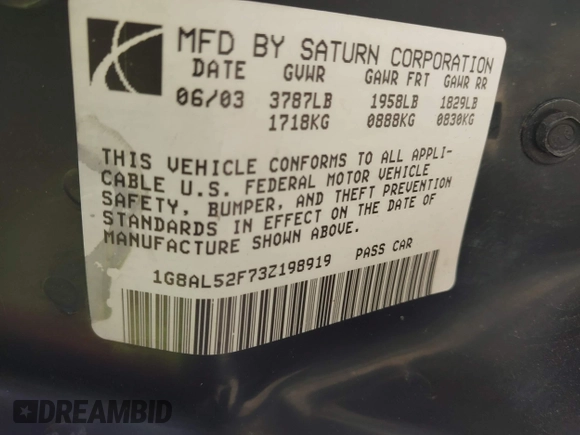 MFD BY SATURN CORPORATION
DATE GVWR GAWR FRT GAWR RR
06/03 3787LB 1958LB 1829LB
1718KG 0888KG 0830KG
THIS VEHICLE CONFORMS TO ALL APPLI-
CABLE U.S. FEDERAL MOTOR VEHICLE
SAFETY, BUMPER, AND THEFT PREVENTION
STANDARDS IN EFFECT ON THE DATE OF
MANUFACTURE SHOWN ABOVE.
1G8AL52F73Z198919 PASS CAR
DREAMBID